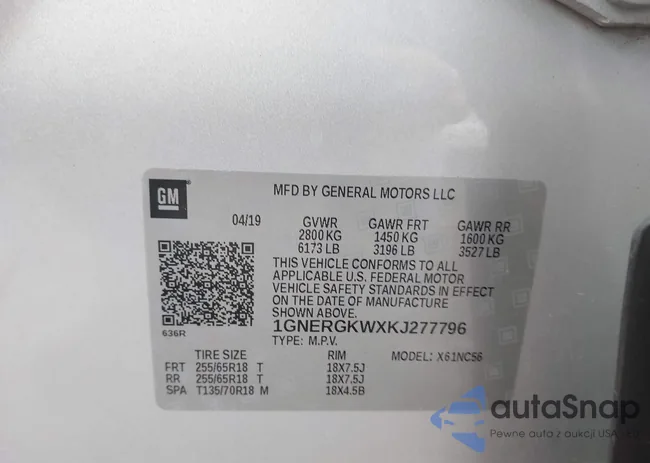 GM
MFD BY GENERAL MOTORS LLC
04/19 GVWR GAWR FRT GAWR RR
2800 KG 1450 KG 1600 KG
6173 LB 3196 LB 3527 LB
THIS VEHICLE CONFORMS TO ALL
APPLICABLE U.S. FEDERAL MOTOR
VEHICLE SAFETY STANDARDS IN EFFECT
ON THE DATE OF MANUFACTURE
SHOWN ABOVE.
636R
1GNERGKWXKJ277796
TYPE: M.P.V.
TIRE SIZE RIM MODEL: X61NC56
FRT 255/65R18 T 18X7.5J
RR 255/65R18 T 18X7.5J
SPA T135/70R18 M 18X4.5B
autaSnap
Pewne auta z aukcji USA